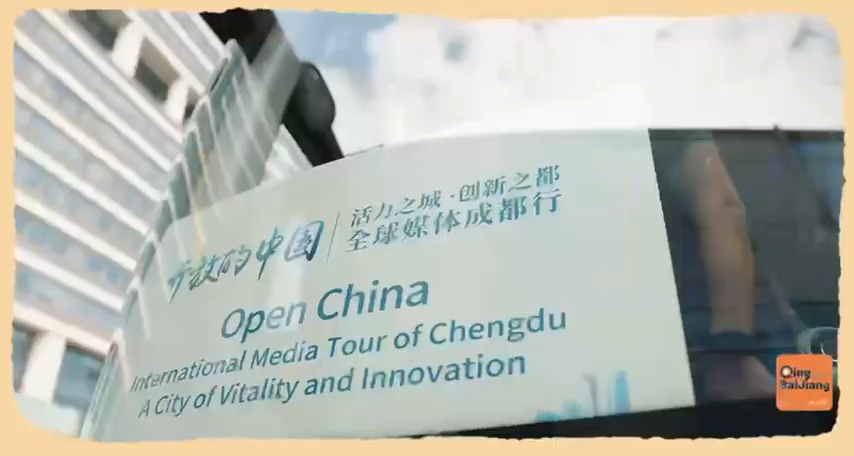 开放的中国
活力之城·创新之都
全球媒体成都行
Open China
International Media Tour of Chengdu
A City of Vitality and Innovation
Qing
BaiJiang